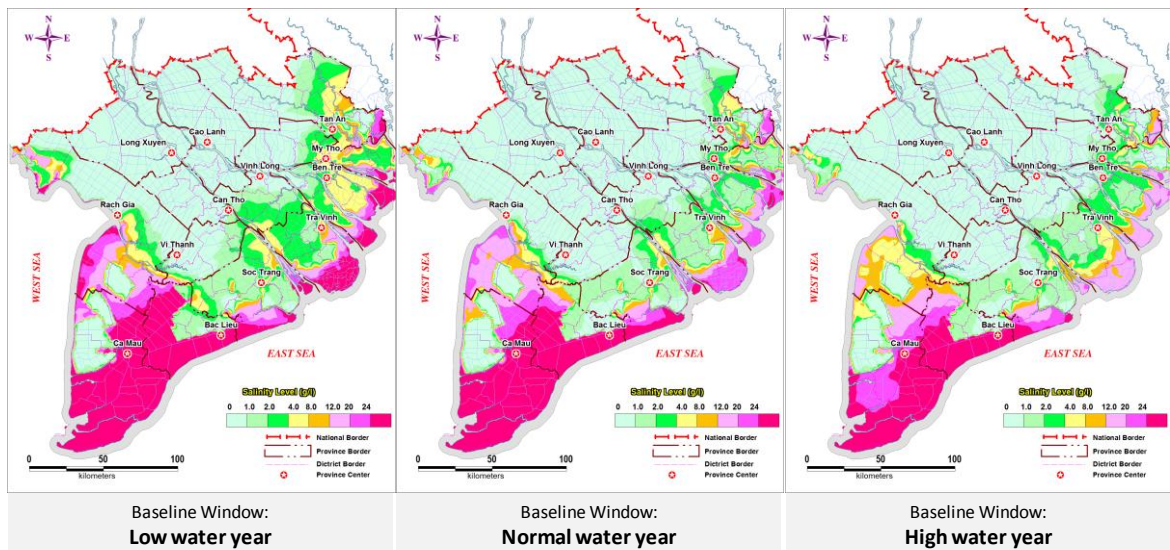 N
W E
S
Tan An
Cao Lanh
Long Xuyen
My Tho
Ben Tre
Vinh Long
Rach Gia
Can Tho
Tra Vinh
Vi Thanh
Soc Trang
WEST SEA
Bac Lieu
Ca Mau
EAST SEA
Salinity Level (g/l)
0 1.0 2.0 4.0 8.0 12.0 20 24
National Border
Province Border
Dictrict Border
Province Center
0 50 100
kilometers
Baseline Window:
Low water year
N
W E
S
Tan An
Cao Lanh
Long Xuyen
My Tho
Ben Tre
Vinh Long
Rach Gia
Can Tho
Tra Vinh
Vi Thanh
Soc Trang
WEST SEA
Bac Lieu
Ca Mau
EAST SEA
Salinity Level (g/l)
0 1.0 2.0 4.0 8.0 12.0 20 24
National Border
Province Border
Dictrict Border
Province Center
0 50 100
kilometers
Baseline Window:
Normal water year
N
W E
S
Tan An
Cao Lanh
Long Xuyen
My Tho
Ben Tre
Vinh Long
Rach Gia
Can Tho
Tra Vinh
Vi Thanh
Soc Trang
WEST SEA
Bac Lieu
Ca Mau
EAST SEA
Salinity Level (g/l)
0 1.0 2.0 4.0 8.0 12.0 20 24
National Border
Province Border
Dictrict Border
Province Center
0 50 100
kilometers
Baseline Window:
High water year